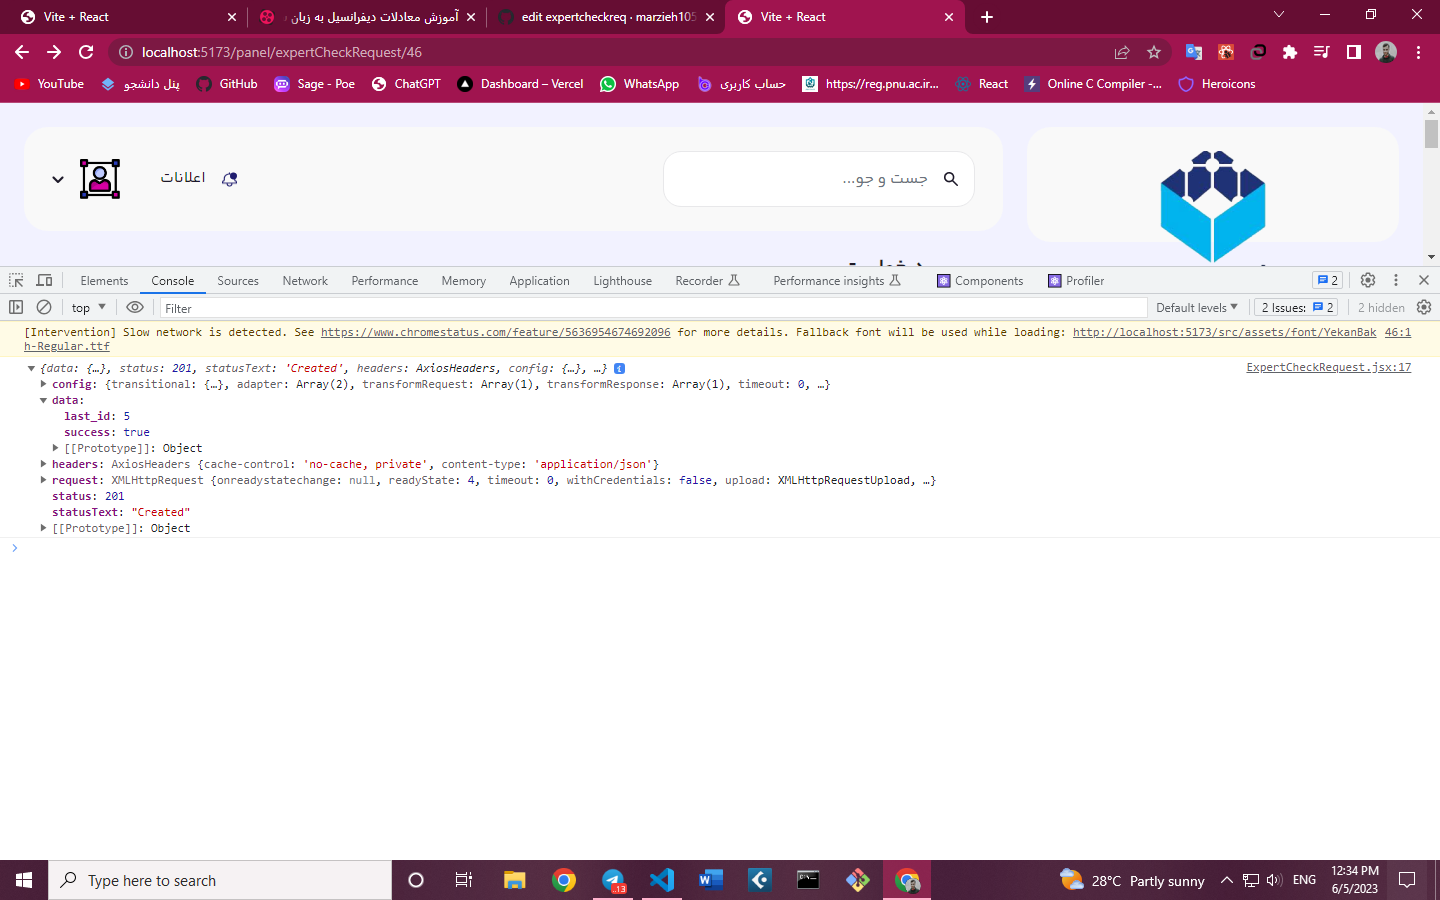 Vite + React
آموزش معادلات دیفرانسیل به زبان
edit expertcheckreq · marzieh105
Vite + React
localhost:5173/panel/expertCheckRequest/46
YouTube
پنل دانشجو
GitHub
Sage - Poe
ChatGPT
Dashboard – Vercel
WhatsApp
حساب کاربری
https://reg.pnu.ac.ir...
React
Online C Compiler -...
Heroicons
اعلانات
جست و جو...
Elements
Console
Sources
Network
Performance
Memory
Application
Lighthouse
Recorder
Performance insights
Components
Profiler
2
top
Filter
Default levels
2 Issues: 2
2 hidden
[Intervention] Slow network is detected. See https://www.chromestatus.com/feature/5636954674692096 for more details. Fallback font will be used while loading: http://localhost:5173/src/assets/font/YekanBak 46:1
h-Regular.ttf
{data: {…}, status: 201, statusText: 'Created', headers: AxiosHeaders, config: {…}, …} i ExpertCheckRequest.jsx:17
config: {transitional: {…}, adapter: Array(2), transformRequest: Array(1), transformResponse: Array(1), timeout: 0, …}
data:
last_id: 5
success: true
[[Prototype]]: Object
headers: AxiosHeaders {cache-control: 'no-cache, private', content-type: 'application/json'}
request: XMLHttpRequest {onreadystatechange: null, readyState: 4, timeout: 0, withCredentials: false, upload: XMLHttpRequestUpload, …}
status: 201
statusText: "Created"
[[Prototype]]: Object
Type here to search
13
28°C Partly sunny
ENG
12:34 PM
6/5/2023